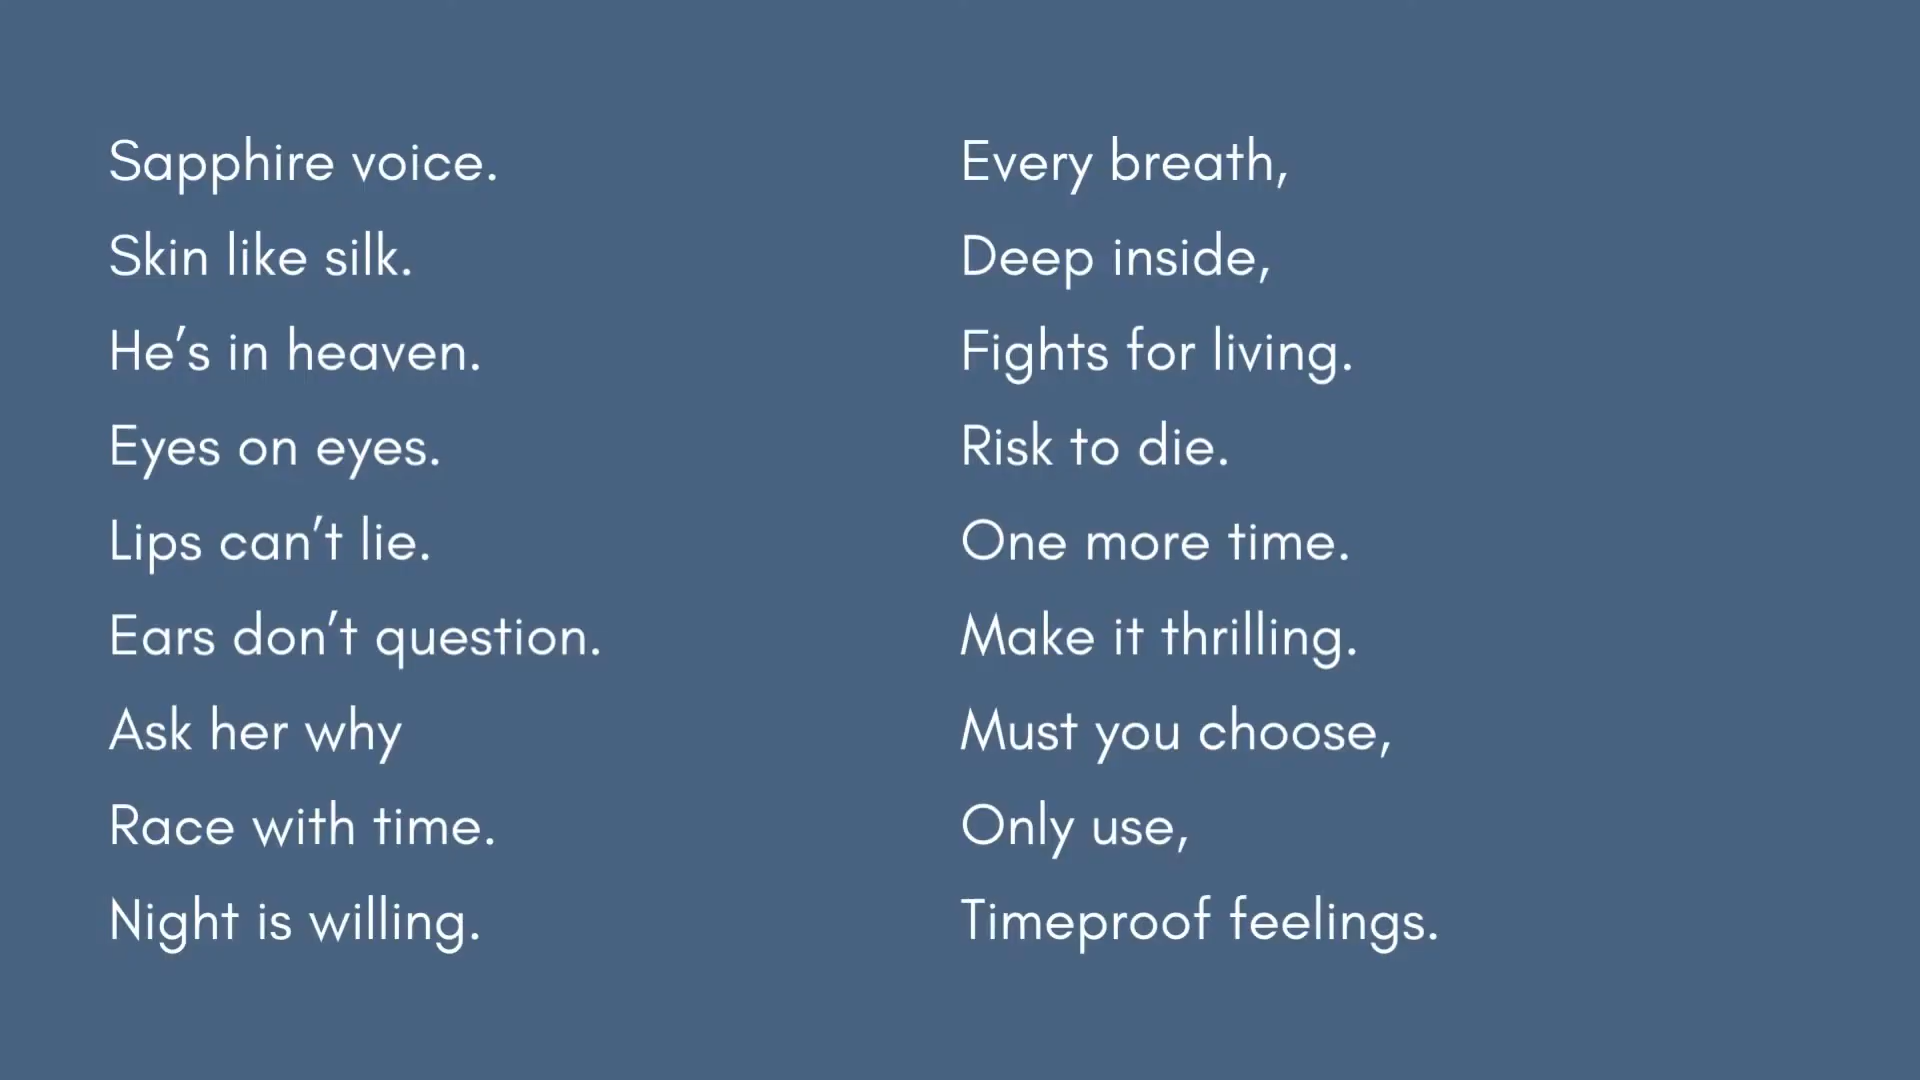 Sapphire voice.
Skin like silk.
He's in heaven.
Eyes on eyes.
Lips can't lie.
Ears don't question.
Ask her why
Race with time.
Night is willing.
Every breath,
Deep inside,
Fights for living.
Risk to die.
One more time.
Make it thrilling.
Must you choose,
Only use,
Timeproof feelings.